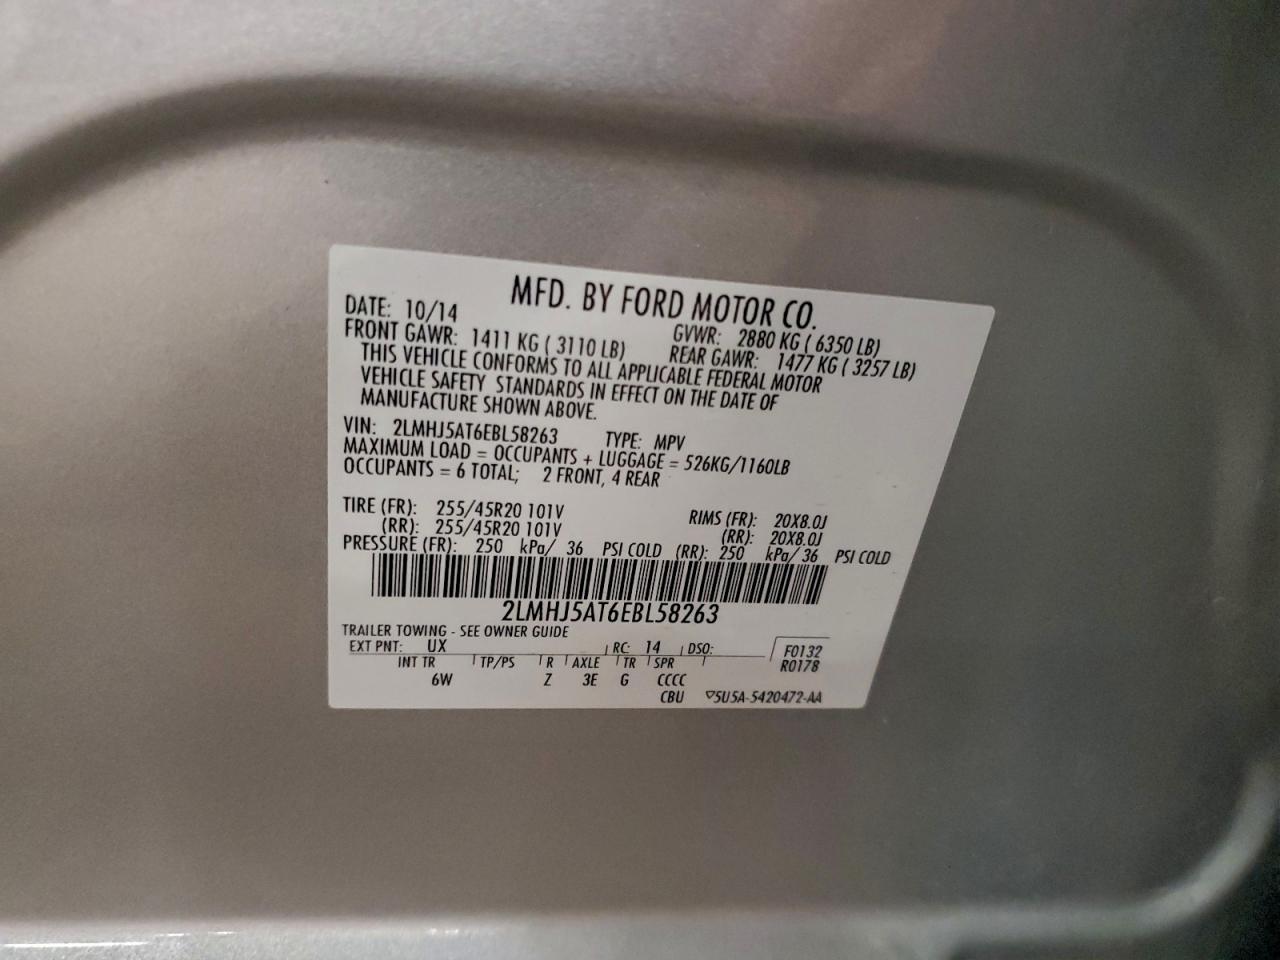 MFD. BY FORD MOTOR CO.
DATE: 10/14 GVWR: 2880 KG ( 6350 LB)
FRONT GAWR: 1411 KG ( 3110 LB) REAR GAWR: 1477 KG ( 3257 LB)
THIS VEHICLE CONFORMS TO ALL APPLICABLE FEDERAL MOTOR
VEHICLE SAFETY STANDARDS IN EFFECT ON THE DATE OF
MANUFACTURE SHOWN ABOVE.
VIN: 2LMHJ5AT6EBL58263 TYPE: MPV
MAXIMUM LOAD = OCCUPANTS + LUGGAGE = 526KG/1160LB
OCCUPANTS = 6 TOTAL; 2 FRONT, 4 REAR
TIRE (FR): 255/45R20 101V RIMS (FR): 20X8.0J
(RR): 255/45R20 101V (RR): 20X8.0J
PRESSURE (FR): 250 kPa/ 36 PSI COLD (RR): 250 kPa/ 36 PSI COLD
2LMHJ5AT6EBL58263
TRAILER TOWING - SEE OWNER GUIDE
EXT PNT: UX RC: 14 DSO: F0132
INT TR TP/PS R AXLE TR SPR R0178
6W Z 3E G CCCC
CBU ▽5U5A-5420472-AA